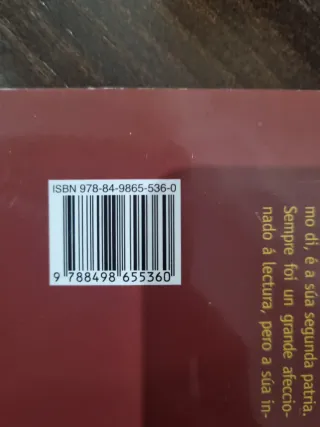 ISBN 978-84-9865-536-0
9 788498 655360
mo di, é a súa segunda patria.
Sempre foi un grande afeccio-
nado á lectura, pero a súa in-